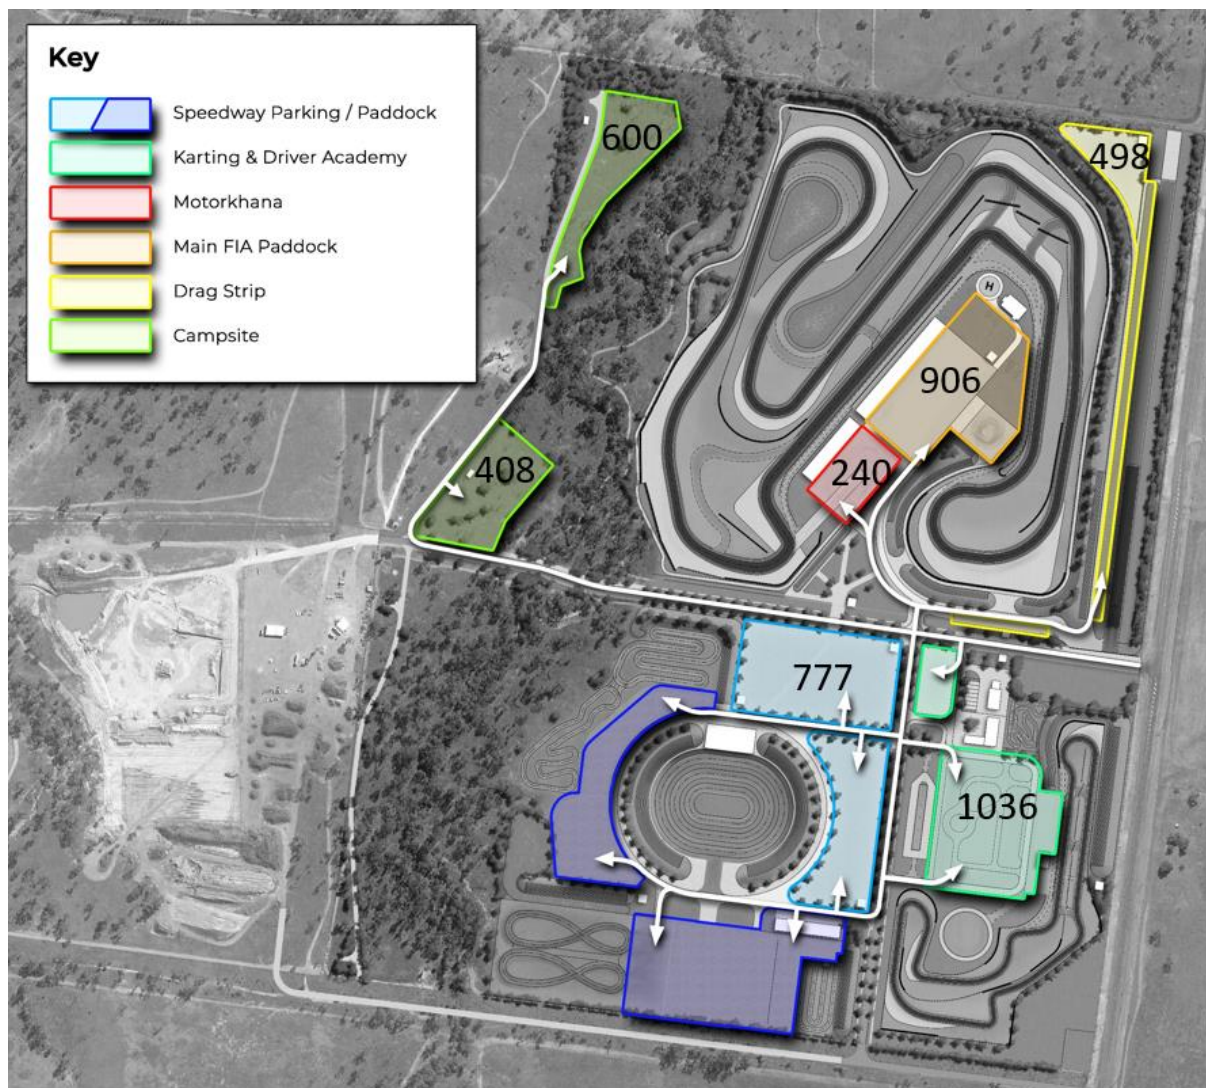 Key
Speedway Parking / Paddock
Karting & Driver Academy
Motorkhana
Main FIA Paddock
Drag Strip
Campsite
600
498
H
906
408
240
777
1036